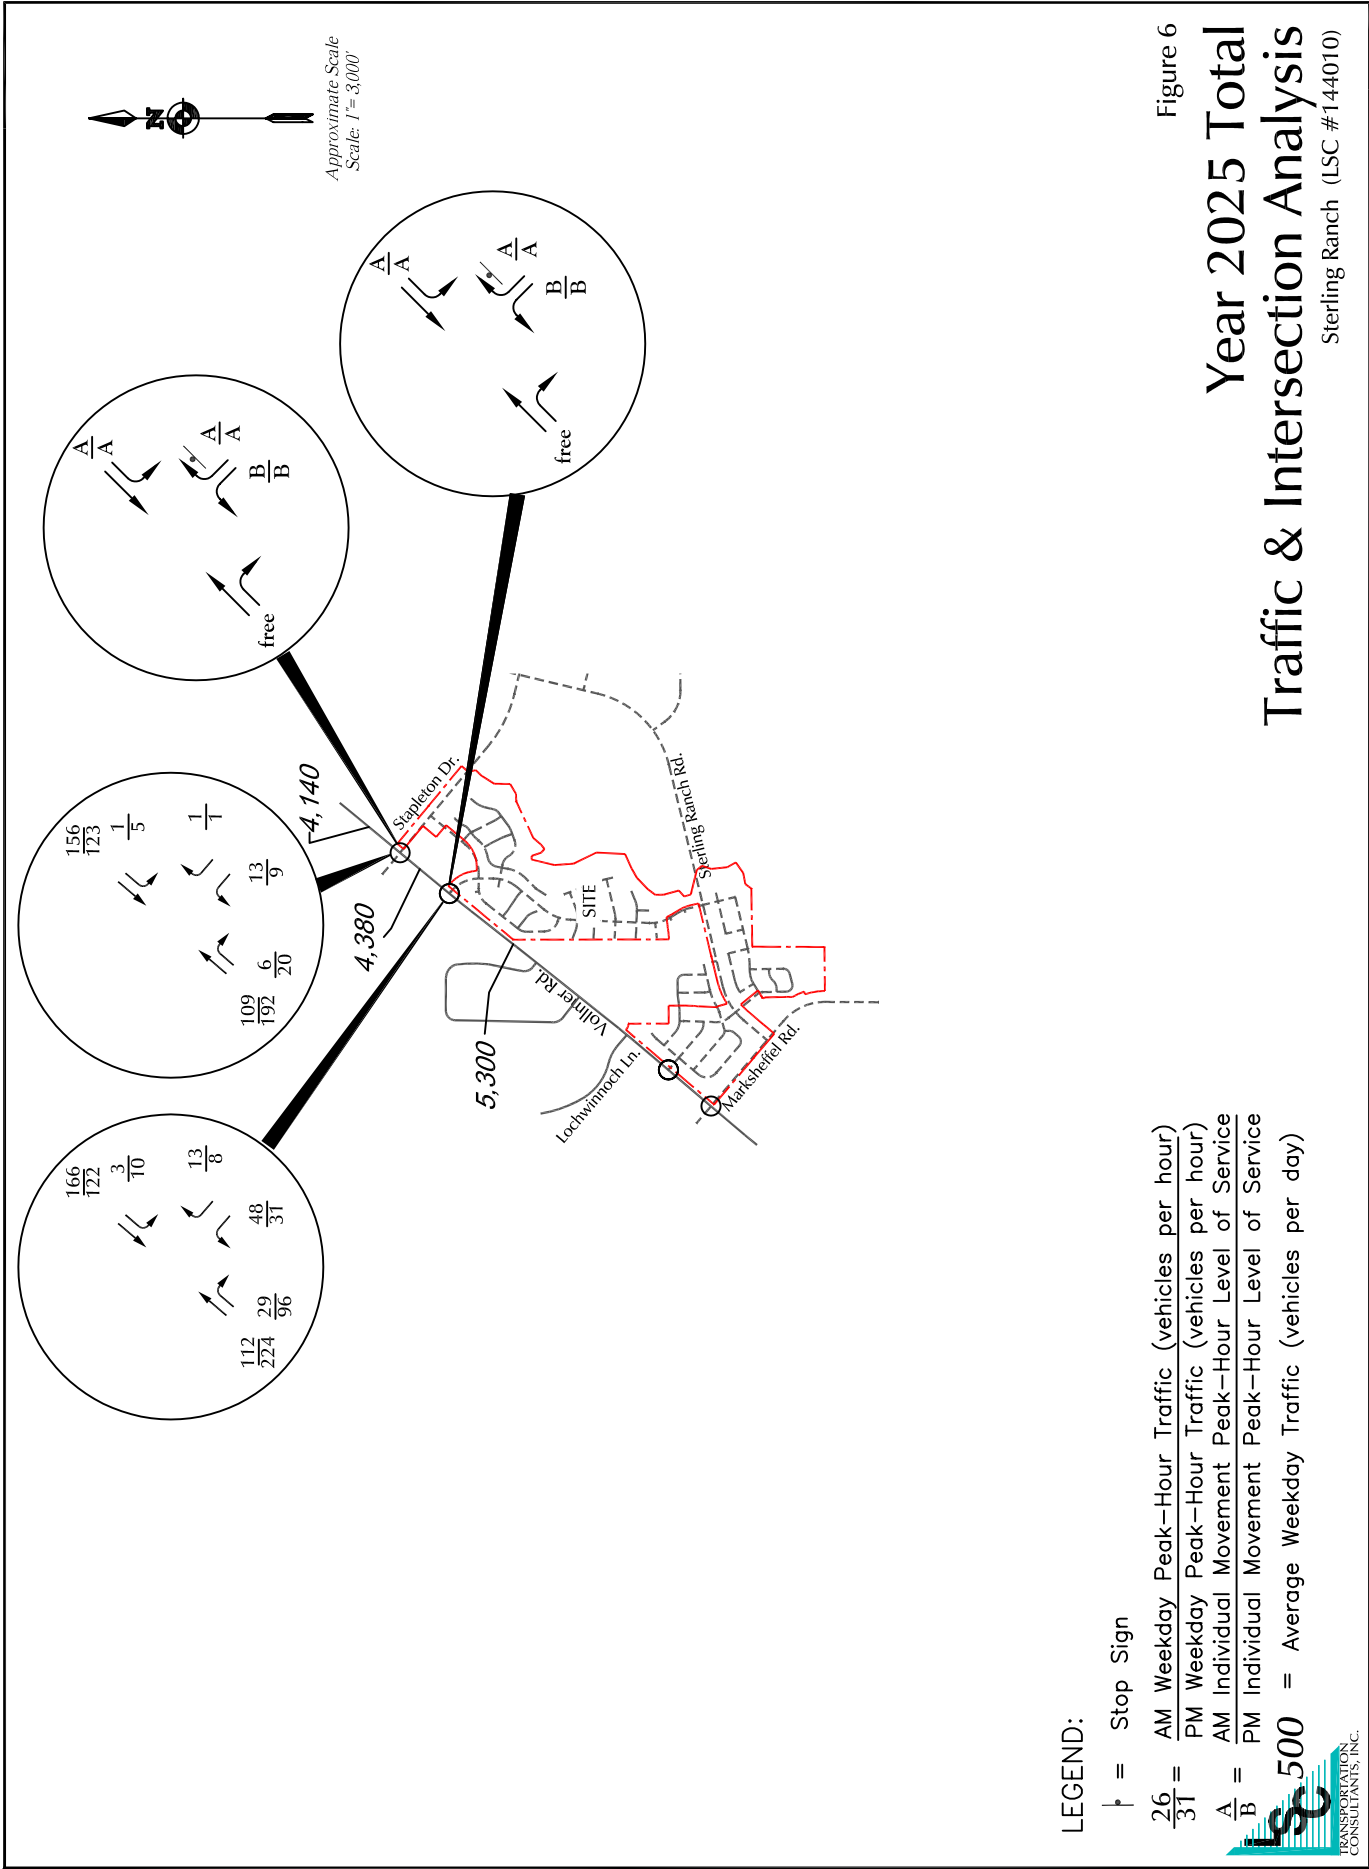 Approximate Scale
Scale: 1"= 3,000'
N
Figure 6
Year 2025 Total
Traffic & Intersection Analysis
Sterling Ranch (LSC #144010)
166
122
3
10
13
8
48
31
29
96
112
224
156
123
1
5
1
1
13
9
6
20
109
192
A
A
A
A
B
B
free
A
A
A
A
B
B
free
4,140
4,380
5,300
Stapleton Dr.
Vollmer Rd.
SITE
Sterling Ranch Rd.
Lochwinnoch Ln.
Marksheffel Rd.
LEGEND:
= Stop Sign
26
31
= AM Weekday Peak-Hour Traffic (vehicles per hour)
PM Weekday Peak-Hour Traffic (vehicles per hour)
A
B
= AM Individual Movement Peak-Hour Level of Service
PM Individual Movement Peak-Hour Level of Service
500 = Average Weekday Traffic (vehicles per day)
LSC
TRANSPORTATION
CONSULTANTS, INC.